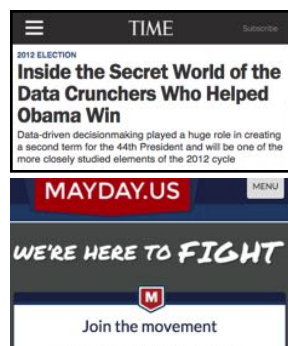 TIME
Subscribe
2012 ELECTION
Inside the Secret World of the
Data Crunchers Who Helped
Obama Win
Data-driven decisionmaking played a huge role in creating
a second term for the 44th President and will be one of the
more closely studied elements of the 2012 cycle
MAYDAY.US
MENU
WE'RE HERE TO FIGHT
M
Join the movement